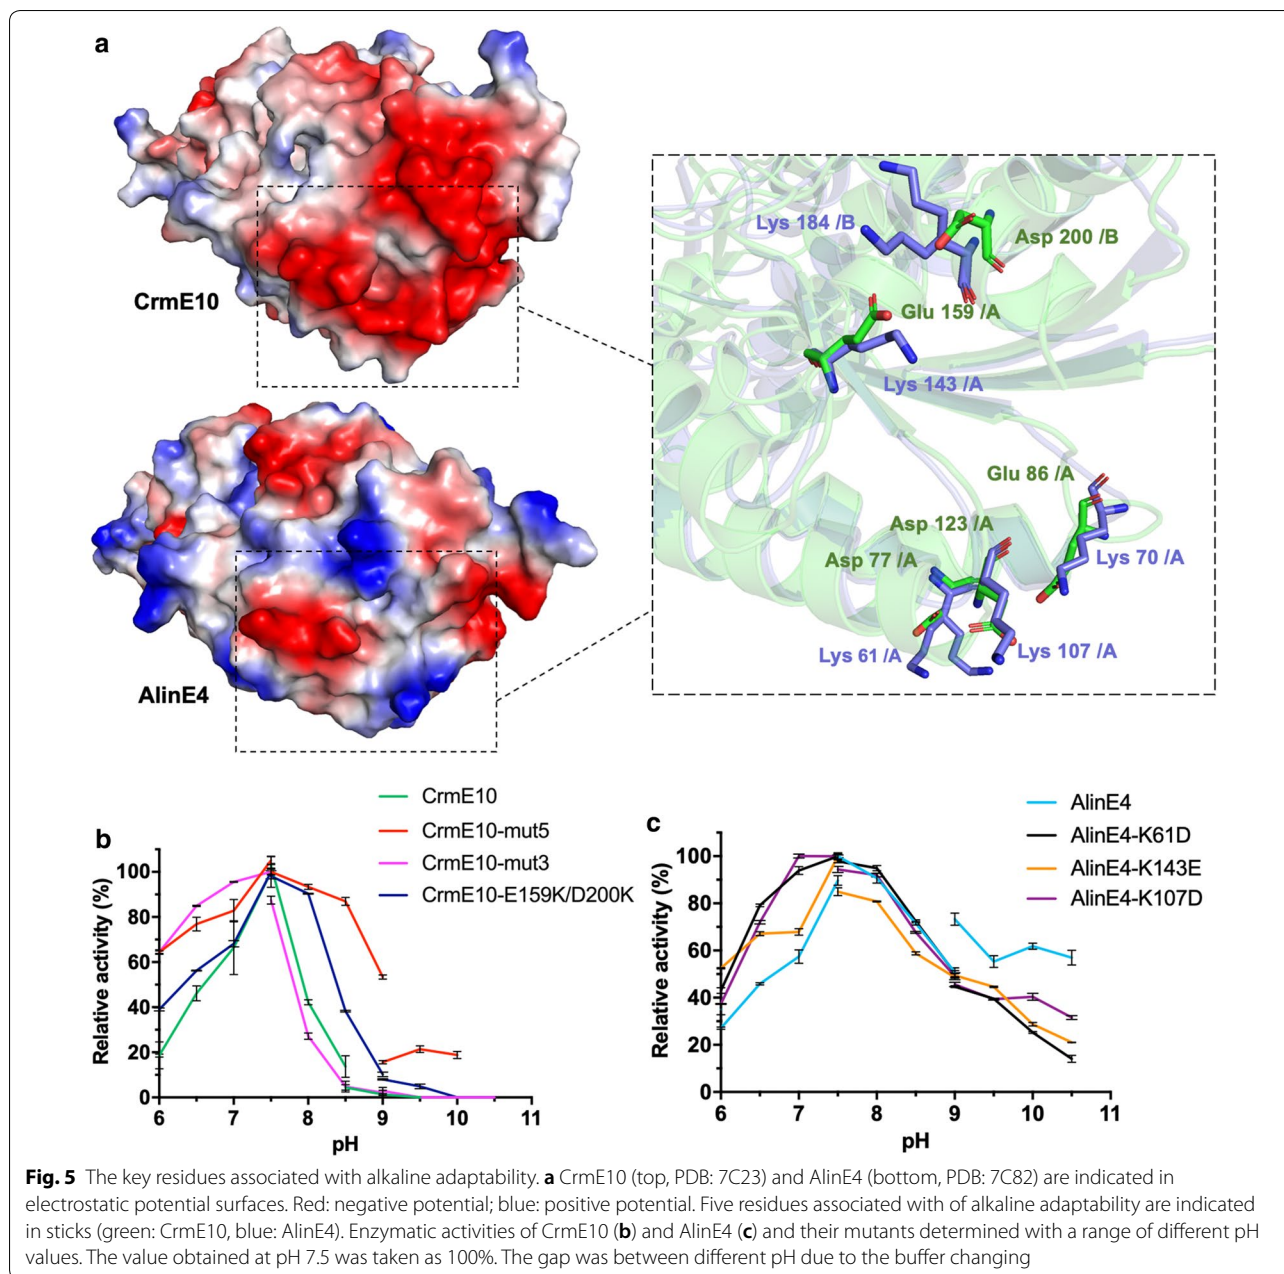 a
CrmE10
AlinE4
Lys 184 /B
Asp 200 /B
Glu 159 /A
Lys 143 /A
Glu 86 /A
Asp 123 /A
Asp 77 /A
Lys 70 /A
Lys 61 /A
Lys 107 /A
b
CrmE10
CrmE10-mut5
CrmE10-mut3
CrmE10-E159K/D200K
Relative activity (%)
100
80
60
40
20
0
6 7 8 9 10 11
pH
c
AlinE4
AlinE4-K61D
AlinE4-K143E
AlinE4-K107D
Relative activity (%)
100
80
60
40
20
0
6 7 8 9 10 11
pH
Fig. 5 The key residues associated with alkaline adaptability. a CrmE10 (top, PDB: 7C23) and AlinE4 (bottom, PDB: 7C82) are indicated in
electrostatic potential surfaces. Red: negative potential; blue: positive potential. Five residues associated with of alkaline adaptability are indicated
in sticks (green: CrmE10, blue: AlinE4). Enzymatic activities of CrmE10 (b) and AlinE4 (c) and their mutants determined with a range of different pH
values. The value obtained at pH 7.5 was taken as 100%. The gap was between different pH due to the buffer changing